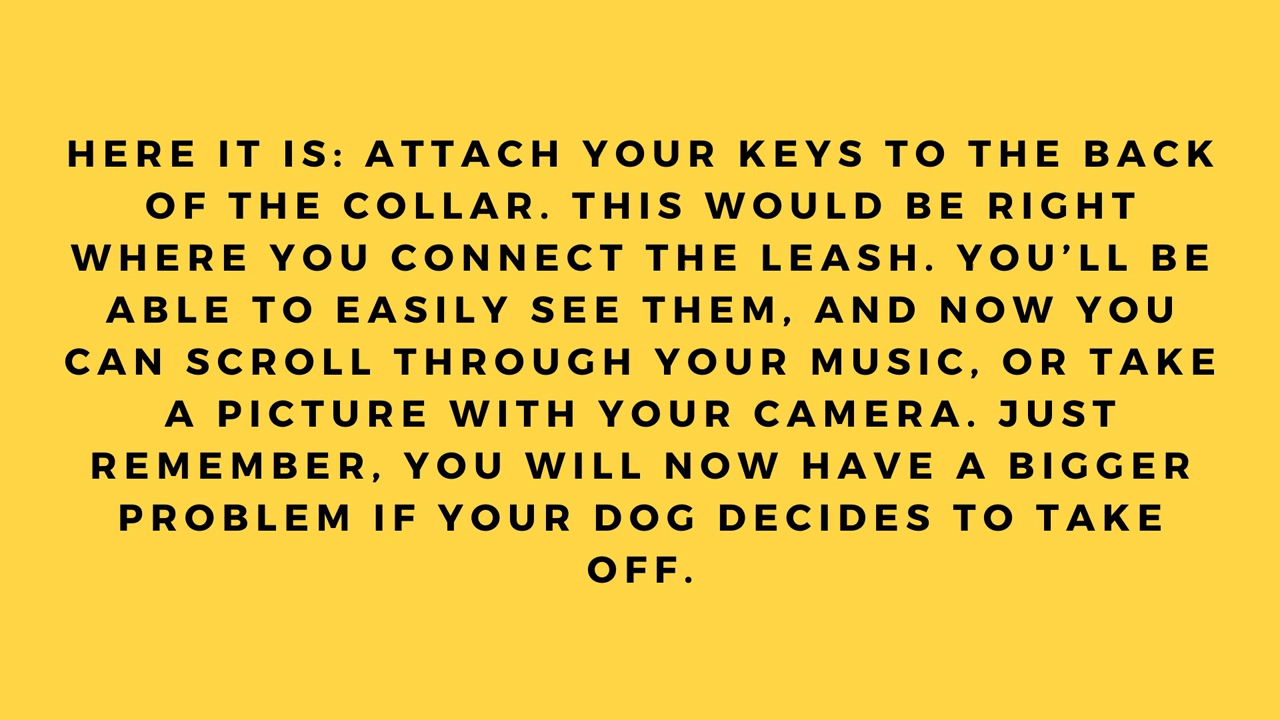 HERE IT IS: ATTACH YOUR KEYS TO THE BACK
OF THE COLLAR. THIS WOULD BE RIGHT
WHERE YOU CONNECT THE LEASH. YOU’LL BE
ABLE TO EASILY SEE THEM, AND NOW YOU
CAN SCROLL THROUGH YOUR MUSIC, OR TAKE
A PICTURE WITH YOUR CAMERA. JUST
REMEMBER, YOU WILL NOW HAVE A BIGGER
PROBLEM IF YOUR DOG DECIDES TO TAKE
OFF.